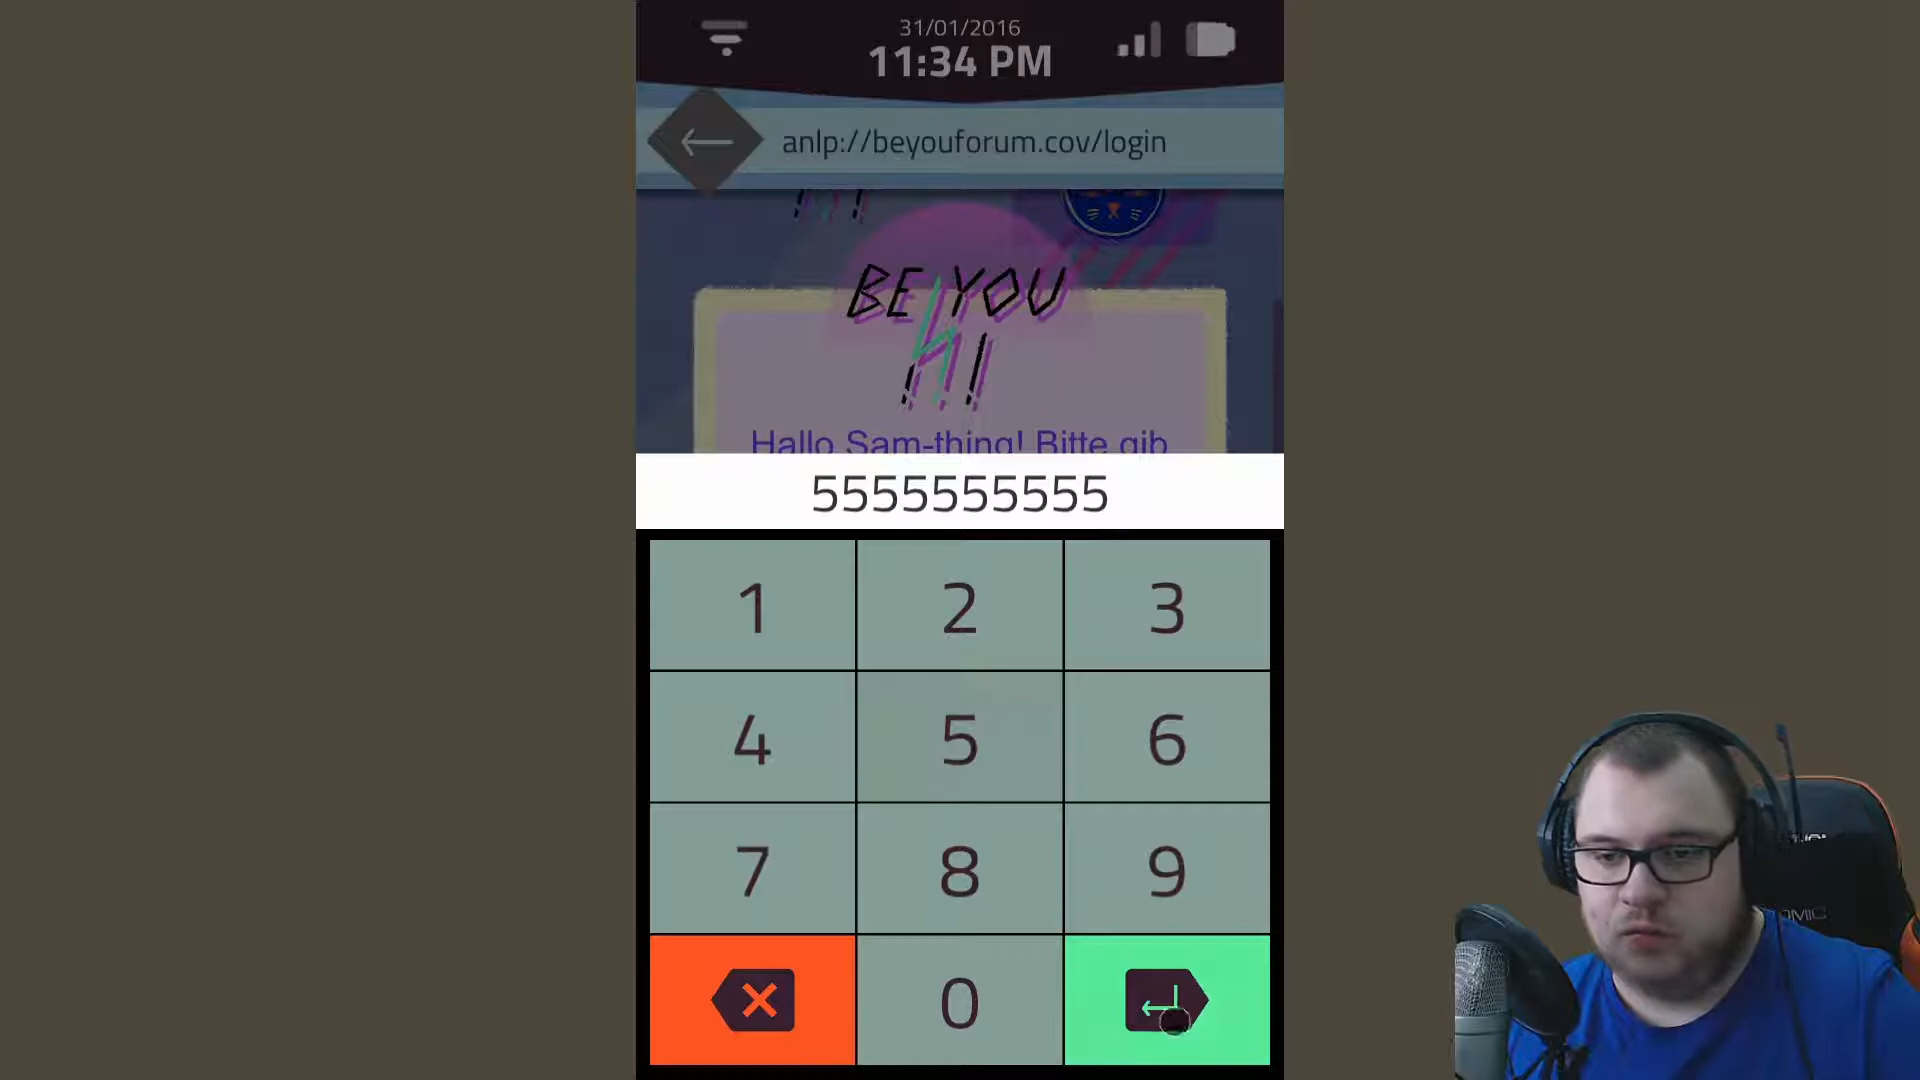 31/01/2016
11:34 PM
anlp://beyouforum.cov/login
BE YOU
HI
Hallo Sam-thing! Bitte gib
5555555555
1 2 3
4 5 6
7 8 9
0